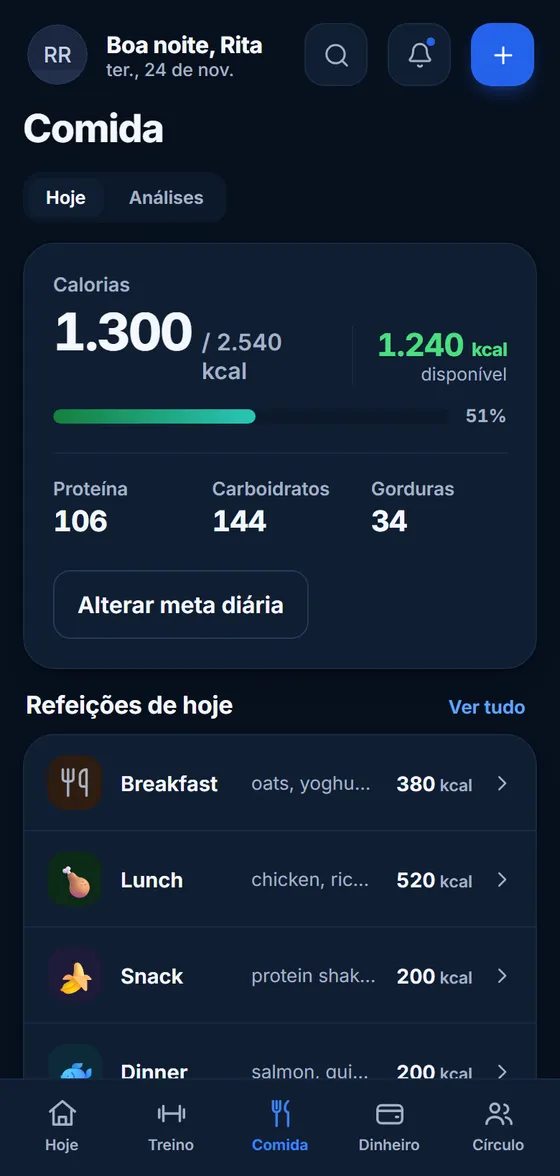 RR
Boa noite, Rita
ter., 24 de nov.
Comida
Hoje
Análises
Calorias
1.300 / 2.540 kcal
1.240 kcal
disponível
51%
Proteína
106
Carboidratos
144
Gorduras
34
Alterar meta diária
Refeições de hoje
Ver tudo
Breakfast oats, yoghu... 380 kcal
Lunch chicken, ric... 520 kcal
Snack protein shak... 200 kcal
Dinner salmon, qui... 200 kcal
Hoje
Treino
Comida
Dinheiro
Círculo